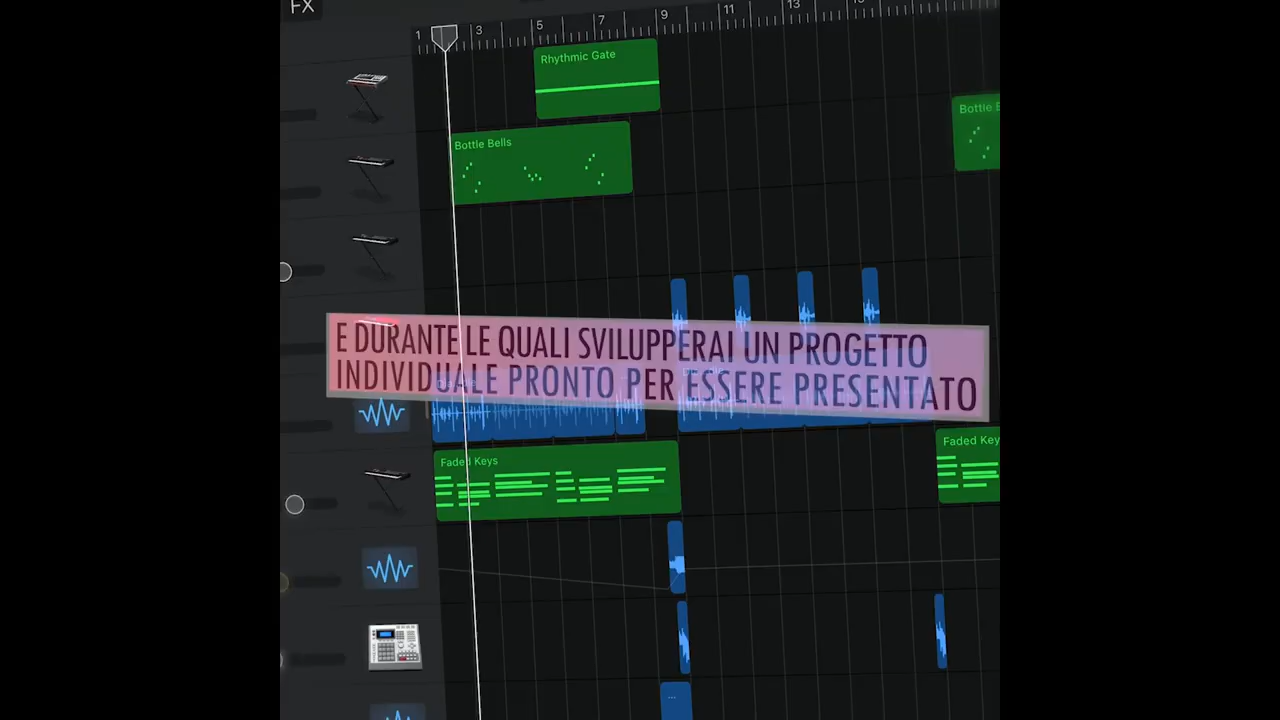 FX
1 3 5 7 9 11 13
Rhythmic Gate
Bottle Bells
Bottle
E DURANTE LE QUALI SVILUPPERAI UN PROGETTO
INDIVIDUALE PRONTO PER ESSERE PRESENTATO
Faded Keys
Faded Key
...